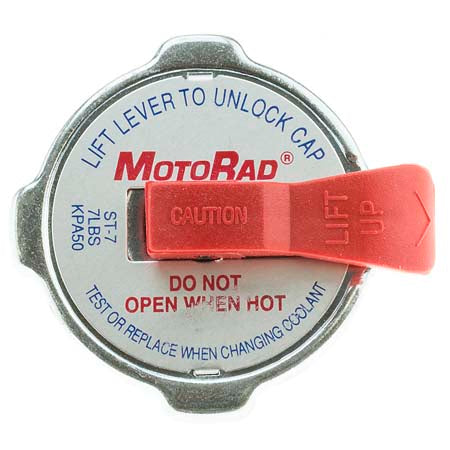 LIFT LEVER TO UNLOCK CAP
MOTORAD®
CAUTION
LIFT
UP
ST-7
7LBS
KPA50
DO NOT
OPEN WHEN HOT
TEST OR REPLACE WHEN CHANGING COOLANT